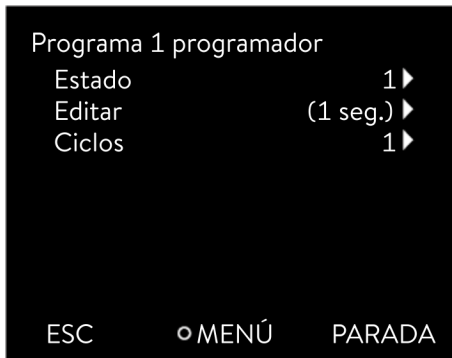 Programa 1 programador
Estado 1
Editar (1 seg.)
Ciclos 1
ESC MENÚ PARADA